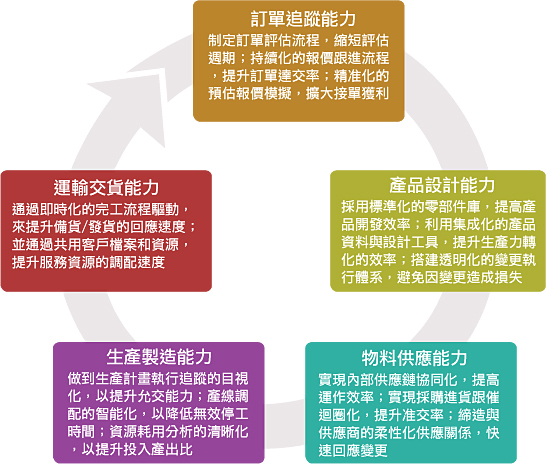 訂單追蹤能力
制定訂單評估流程，縮短評估
週期；持續化的報價跟進流程
，提升訂單達交率；精准化的
預估報價模擬，擴大接單獲利
運輸交貨能力
通過即時化的完工流程驅動，
來提升備貨/發貨的回應速度；
並通過共用客戶檔案和資源，
提升服務資源的調配速度
產品設計能力
採用標準化的零部件庫，提高產
品開發效率；利用集成化的產品
資料與設計工具，提升生產力轉
化的效率；搭建透明化的變更執
行體系，避免因變更造成損失
生產製造能力
做到生產計畫執行追蹤的目視
化，以提升允交能力；產線調
配的智能化，以降低無效停工
時間；資源耗用分析的清晰化
，以提升投入產出比
物料供應能力
實現內部供應鏈協同化，提高
運作效率；實現採購進貨跟催
迴圈化，提升准交率；締造與
供應商的柔性化供應關係，快
速回應變更